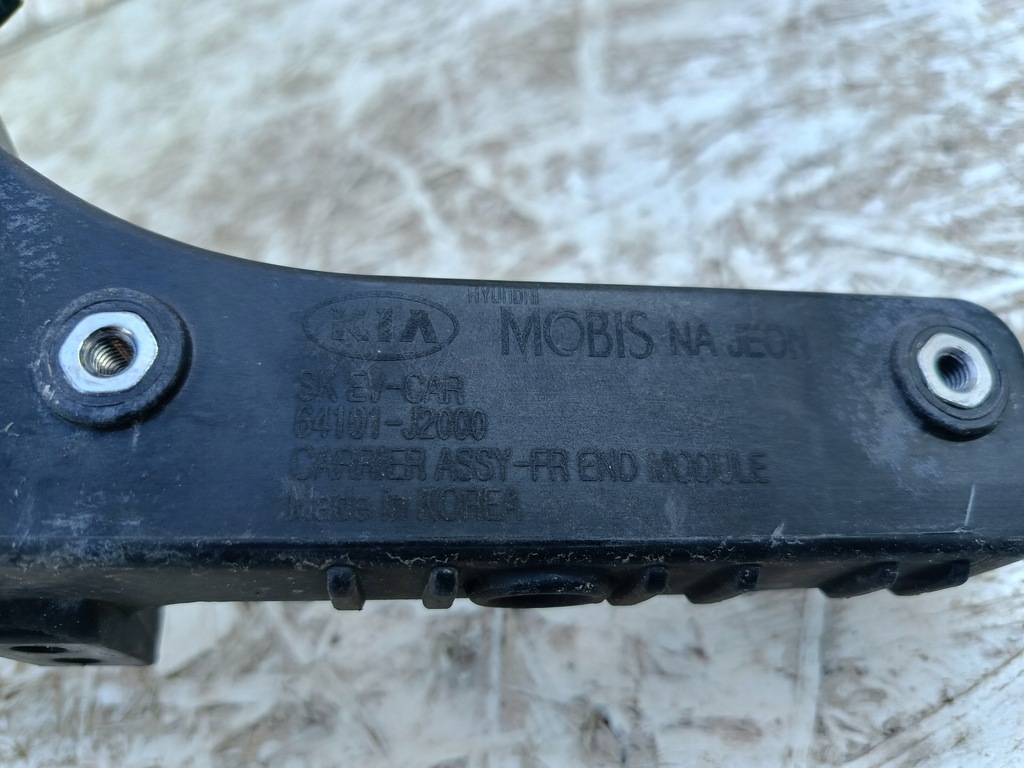 HYUNDAI
KIA MOBIS NA JEON
SK EV-CAR
64101-J2000
CARRIER ASSY-FR END MODULE
Made in KOREA